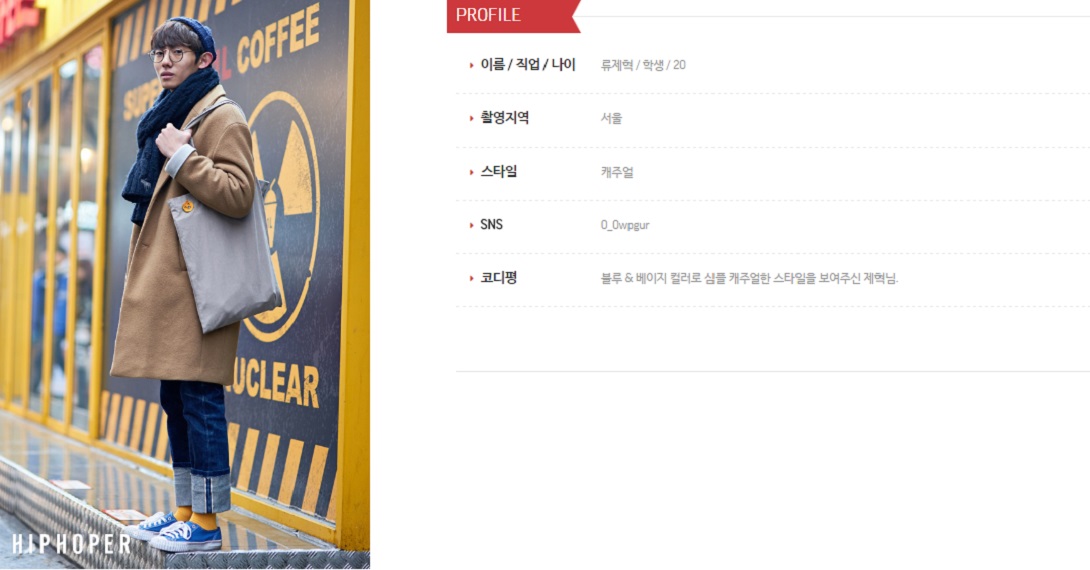 COFFEE
SUPE
UCLEAR
HIPHOPER
PROFILE
이름 / 직업 / 나이 류제혁 / 학생 / 20
촬영지역 서울
스타일 캐주얼
SNS 0_0wpgur
코디평 블루 & 베이지 컬러로 심플 캐주얼한 스타일을 보여주신 제혁님.